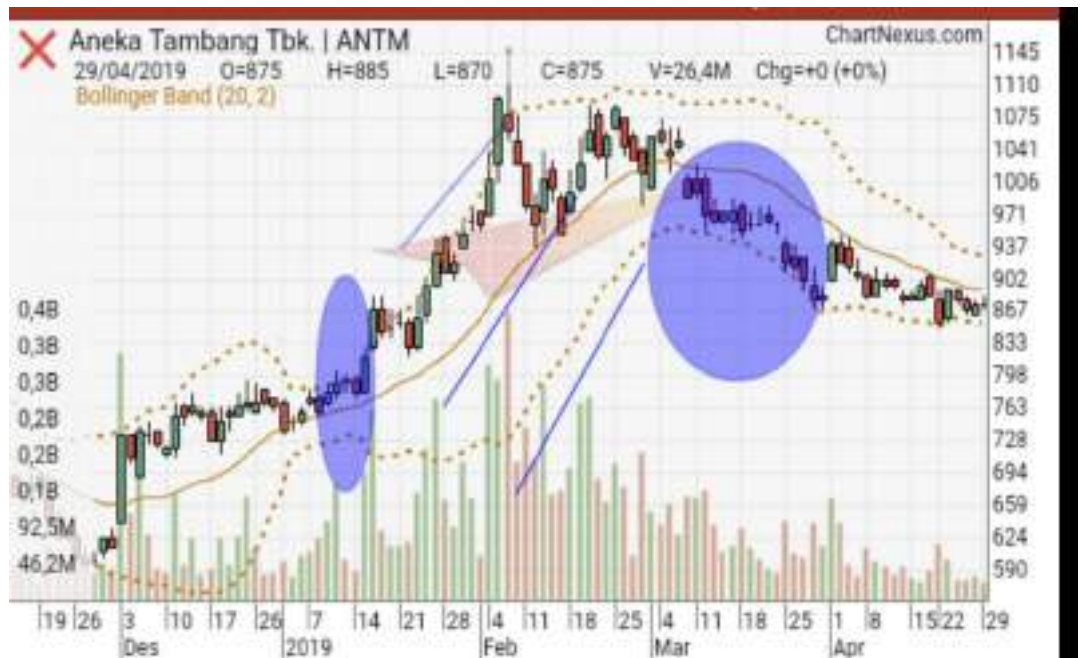 Aneka Tambang Tbk. | ANTM
ChartNexus.com
29/04/2019 O=875 H=885 L=870 C=875 V=26,4M Chg=+0 (+0%)
Bollinger Band (20, 2)
1145
1110
1075
1041
1006
971
937
902
867
833
798
763
728
694
659
624
590
0,4B
0,3B
0,3B
0,2B
0,2B
0,1B
92,5M
46,2M
19 26 3 10 17 26 7 14 21 28 4 11 18 25 4 11 18 25 1 8 15 22 29
Des 2019 Feb Mar Apr